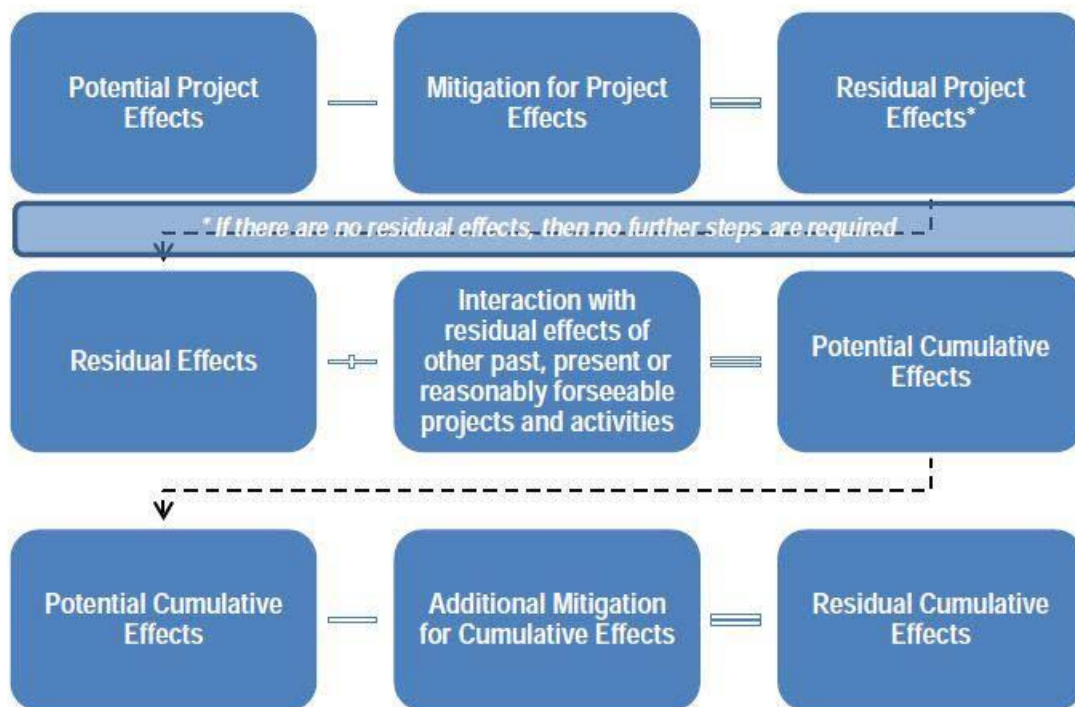 Potential Project
Effects
Mitigation for Project
Effects
Residual Project
Effects*
* If there are no residual effects, then no further steps are required
Residual Effects
Interaction with
residual effects of
other past, present or
reasonably forseeable
projects and activities
Potential Cumulative
Effects
Potential Cumulative
Effects
Additional Mitigation
for Cumulative Effects
Residual Cumulative
Effects